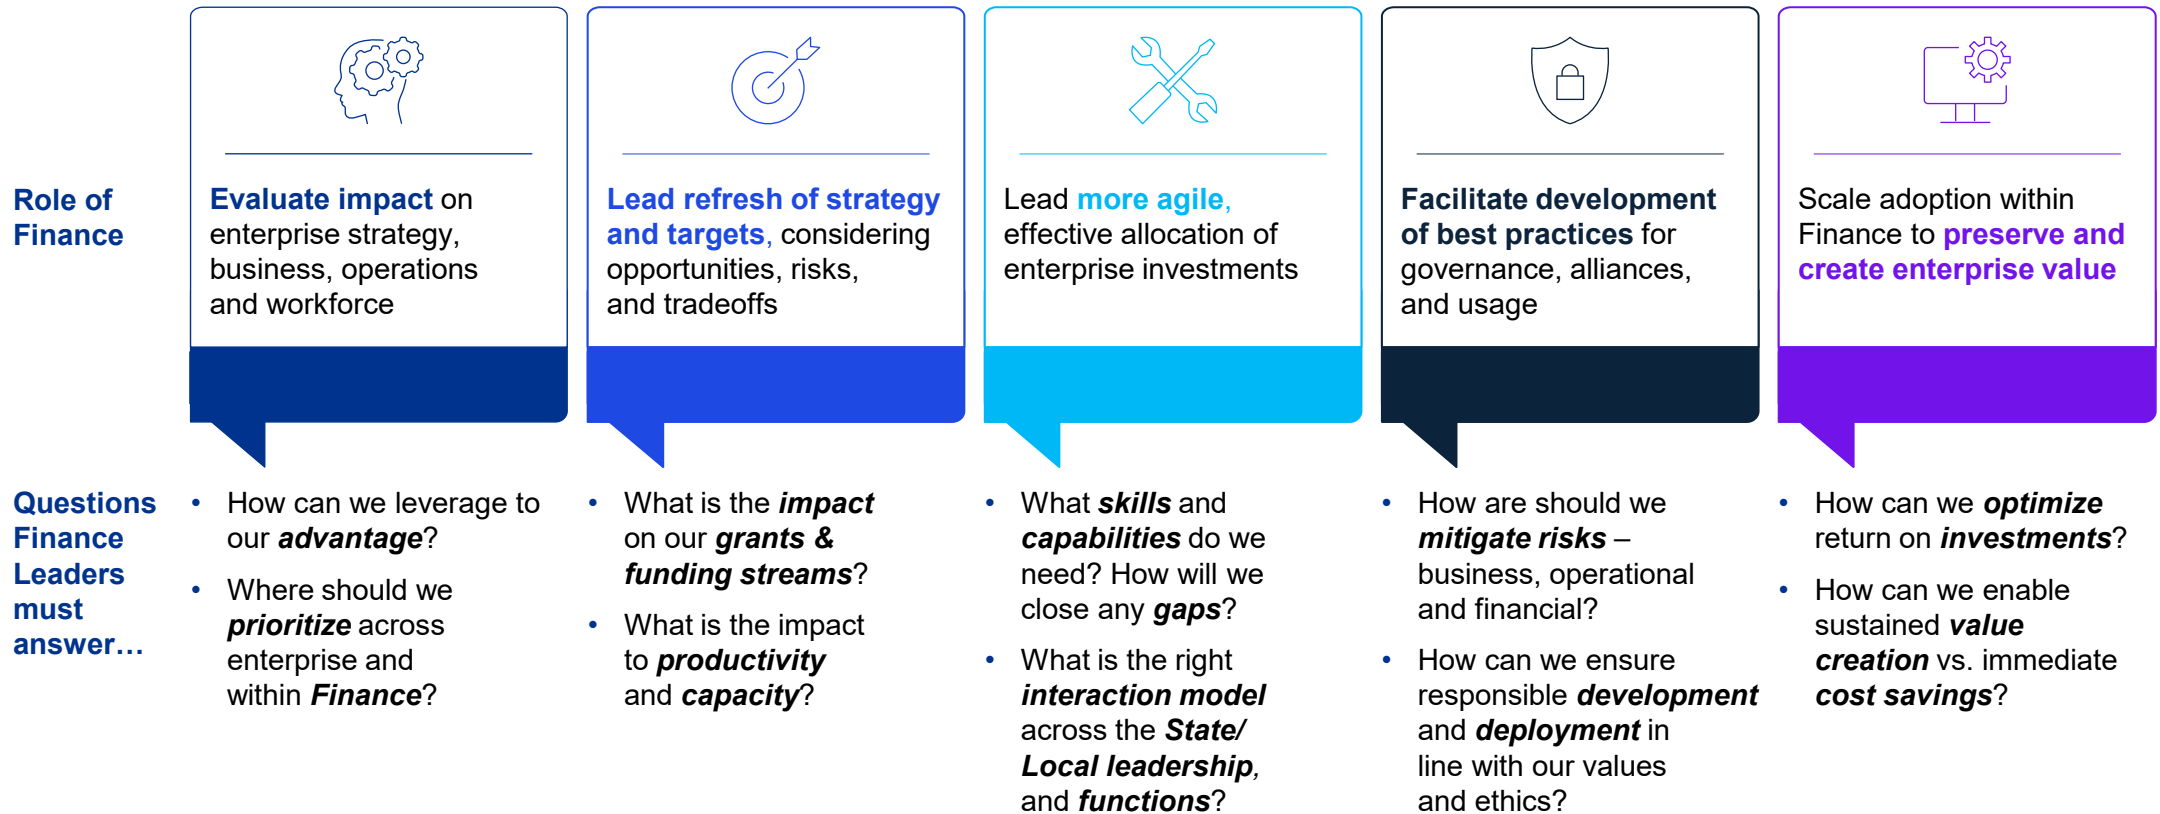 Role of
Finance
Evaluate impact on
enterprise strategy,
business, operations
and workforce
Lead refresh of strategy
and targets, considering
opportunities, risks,
and tradeoffs
Lead more agile,
effective allocation of
enterprise investments
Facilitate development
of best practices for
governance, alliances,
and usage
Scale adoption within
Finance to preserve and
create enterprise value
Questions
Finance
Leaders
must
answer…
• How can we leverage to
our advantage?
• Where should we
prioritize across
enterprise and
within Finance?
• What is the impact
on our grants &
funding streams?
• What is the impact
to productivity
and capacity?
• What skills and
capabilities do we
need? How will we
close any gaps?
• What is the right
interaction model
across the State/
Local leadership,
and functions?
• How are should we
mitigate risks –
business, operational
and financial?
• How can we ensure
responsible development
and deployment in
line with our values
and ethics?
• How can we optimize
return on investments?
• How can we enable
sustained value
creation vs. immediate
cost savings?